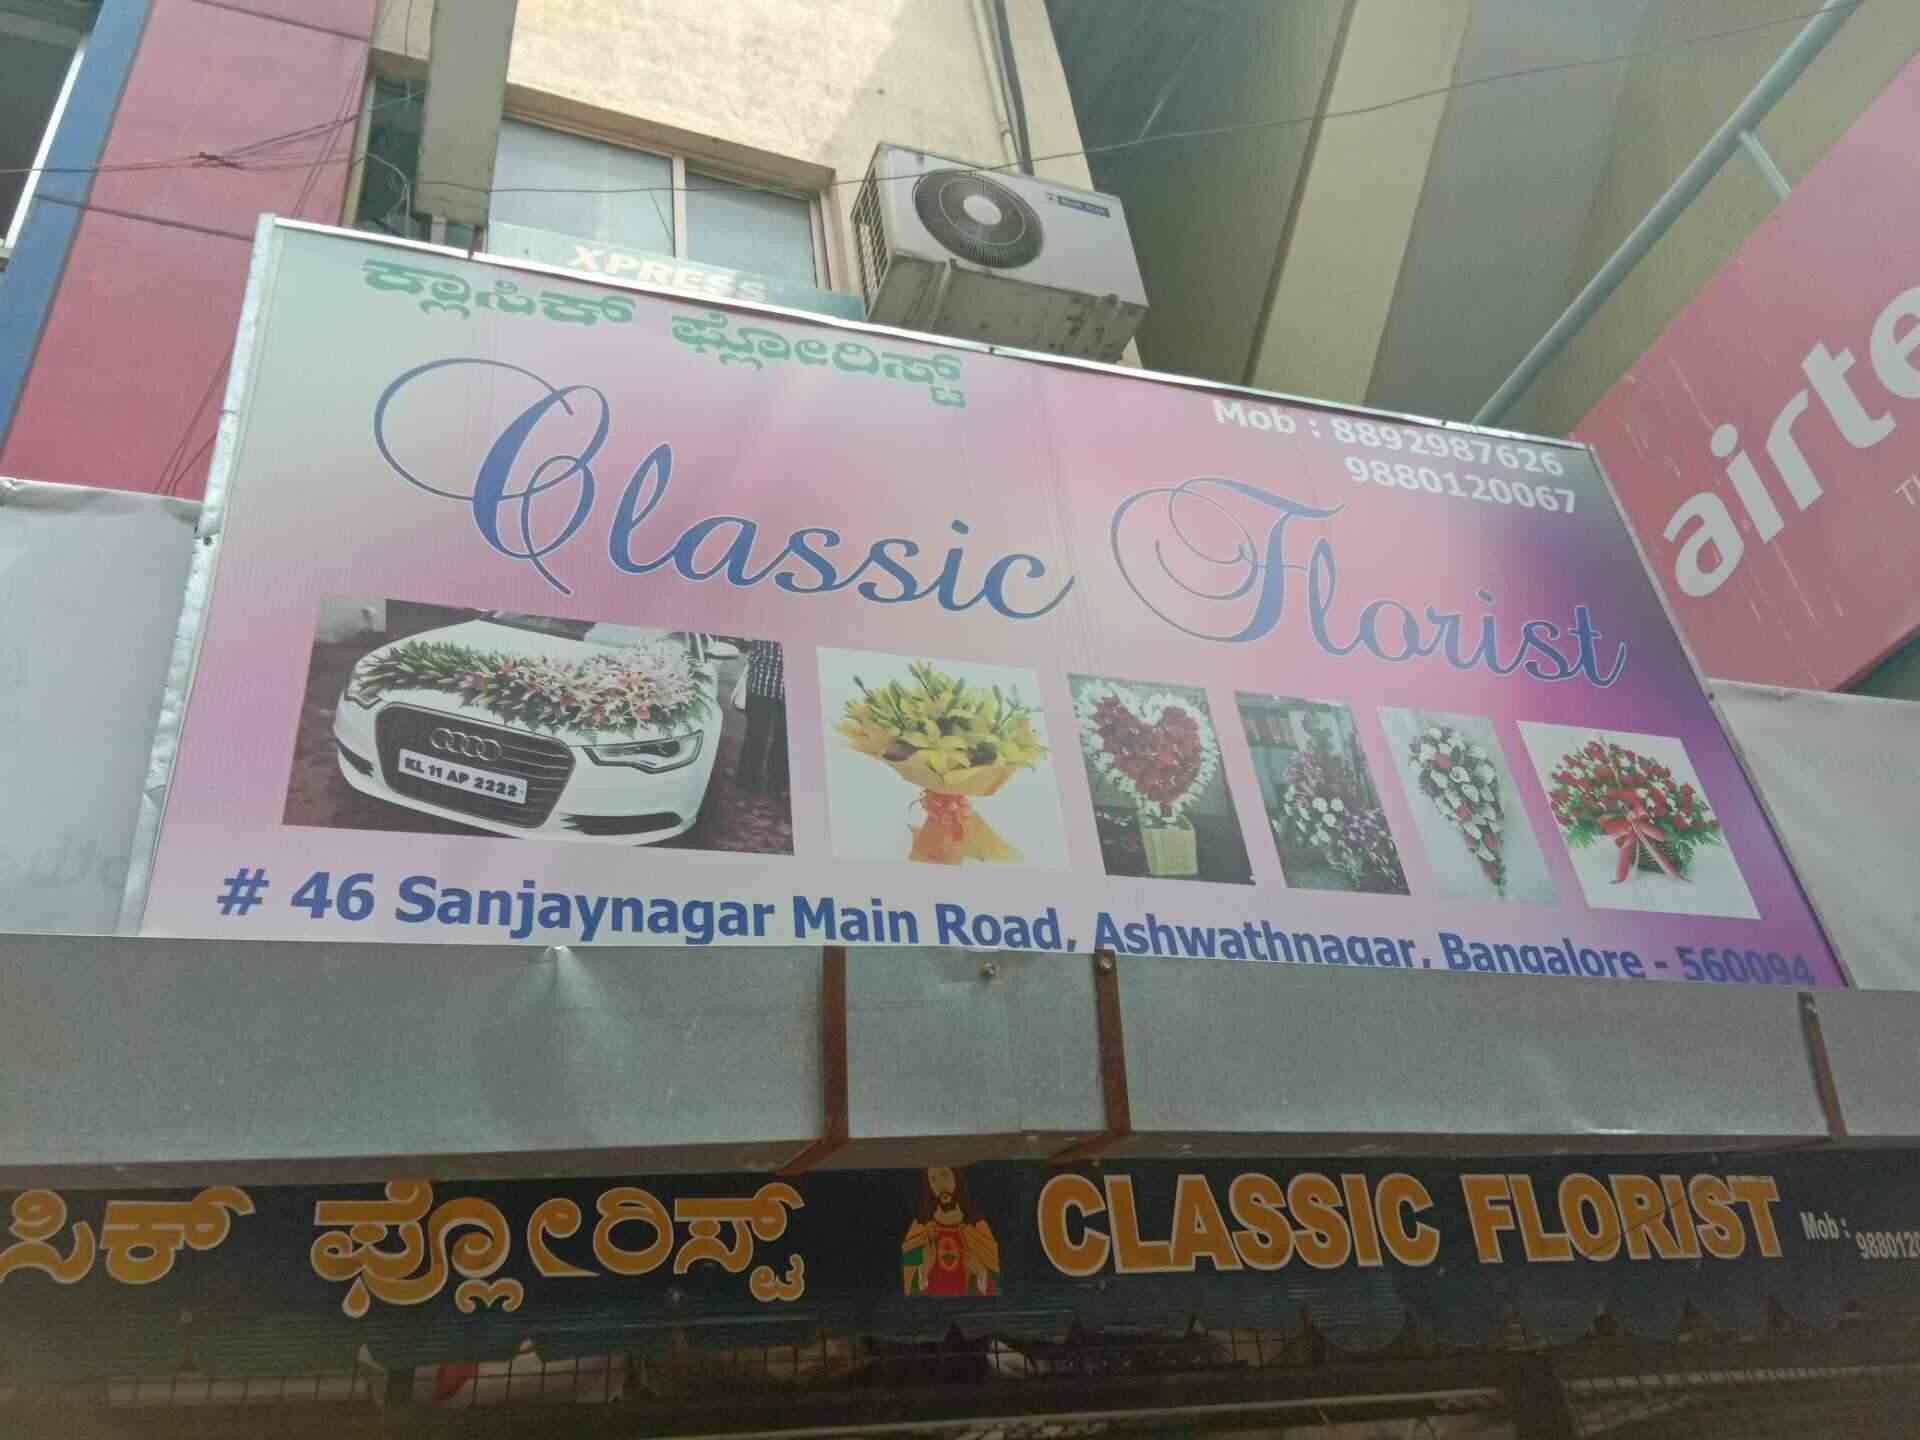 XPRESS
ಕ್ಲಾಸಿಕ್ ಫ್ಲೋರಿಸ್ಟ್
Mob : 8892987626
9880120067
Classic Florist
airte
KL 11 AP 2222
# 46 Sanjaynagar Main Road, Ashwathnagar, Bangalore - 560094
ಸಿಕ್ ಫ್ಲೋರಿಸ್ಟ್ CLASSIC FLORIST Mob :
9880120